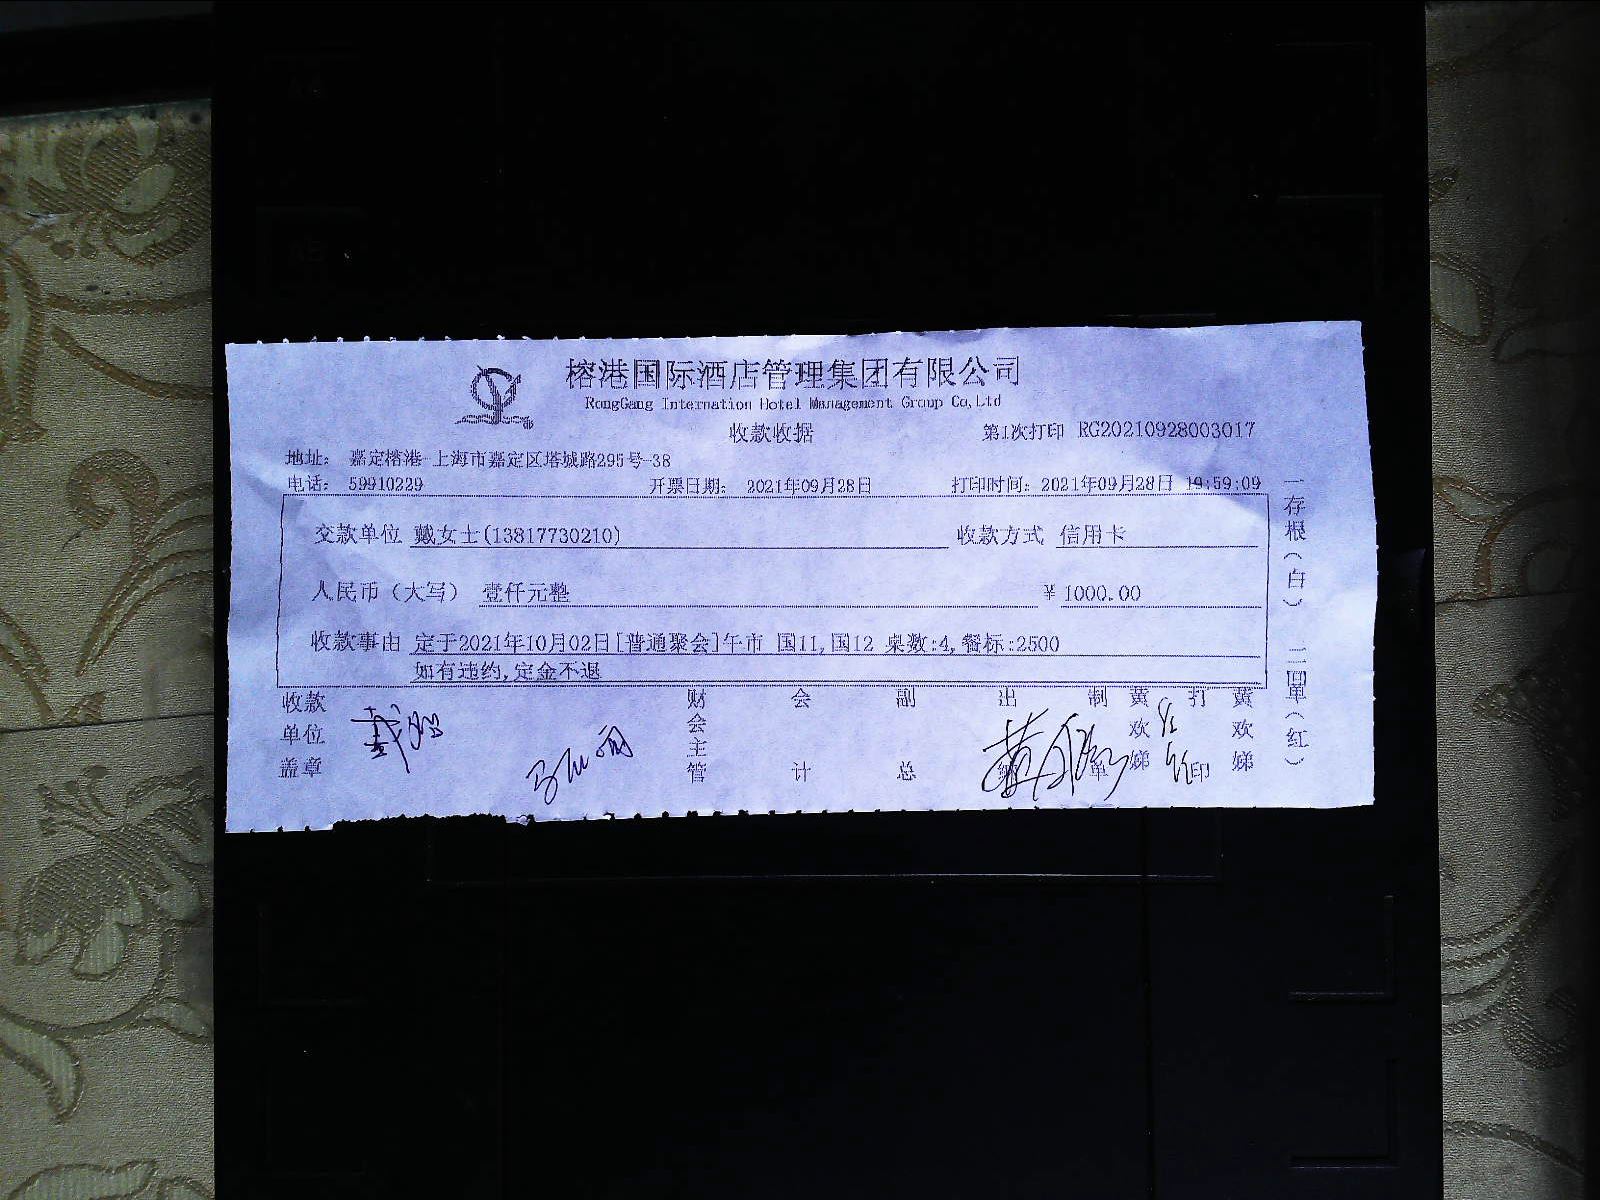 榕港国际酒店管理集团有限公司
RongGang Internation Hotel Management Group Co,Ltd
收款收据
第1次打印 RG20210928003017
地址: 嘉定榕港-上海市嘉定区塔城路295号-38
电话: 59910229 开票日期: 2021年09月28日 打印时间: 2021年09月28日 19:59:09
交款单位 戴女士(13817730210) 收款方式 信用卡
人民币（大写） 壹仟元整 ¥ 1000.00
收款事由 定于2021年10月02日[普通聚会]午市 国11,国12 桌数:4,餐标:2500
如有违约,定金不退
收款单位盖章
财会主管
会计
副总
出纳
制单
黄欢娣
打印
黄欢娣
一存根(白) 二回单(红)